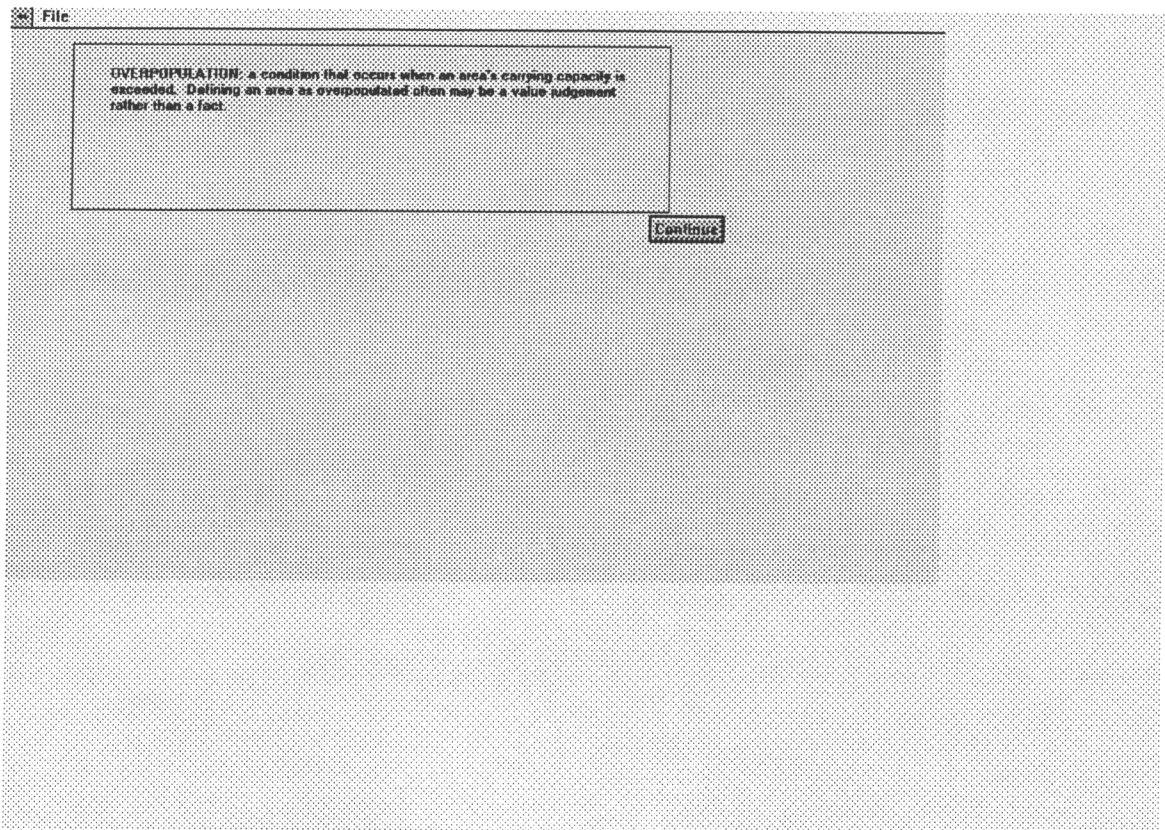 File
OVERPOPULATION: a condition that occurs when an area's carrying capacity is
exceeded. Defining an area as overpopulated often may be a value judgement
rather than a fact.
Continue